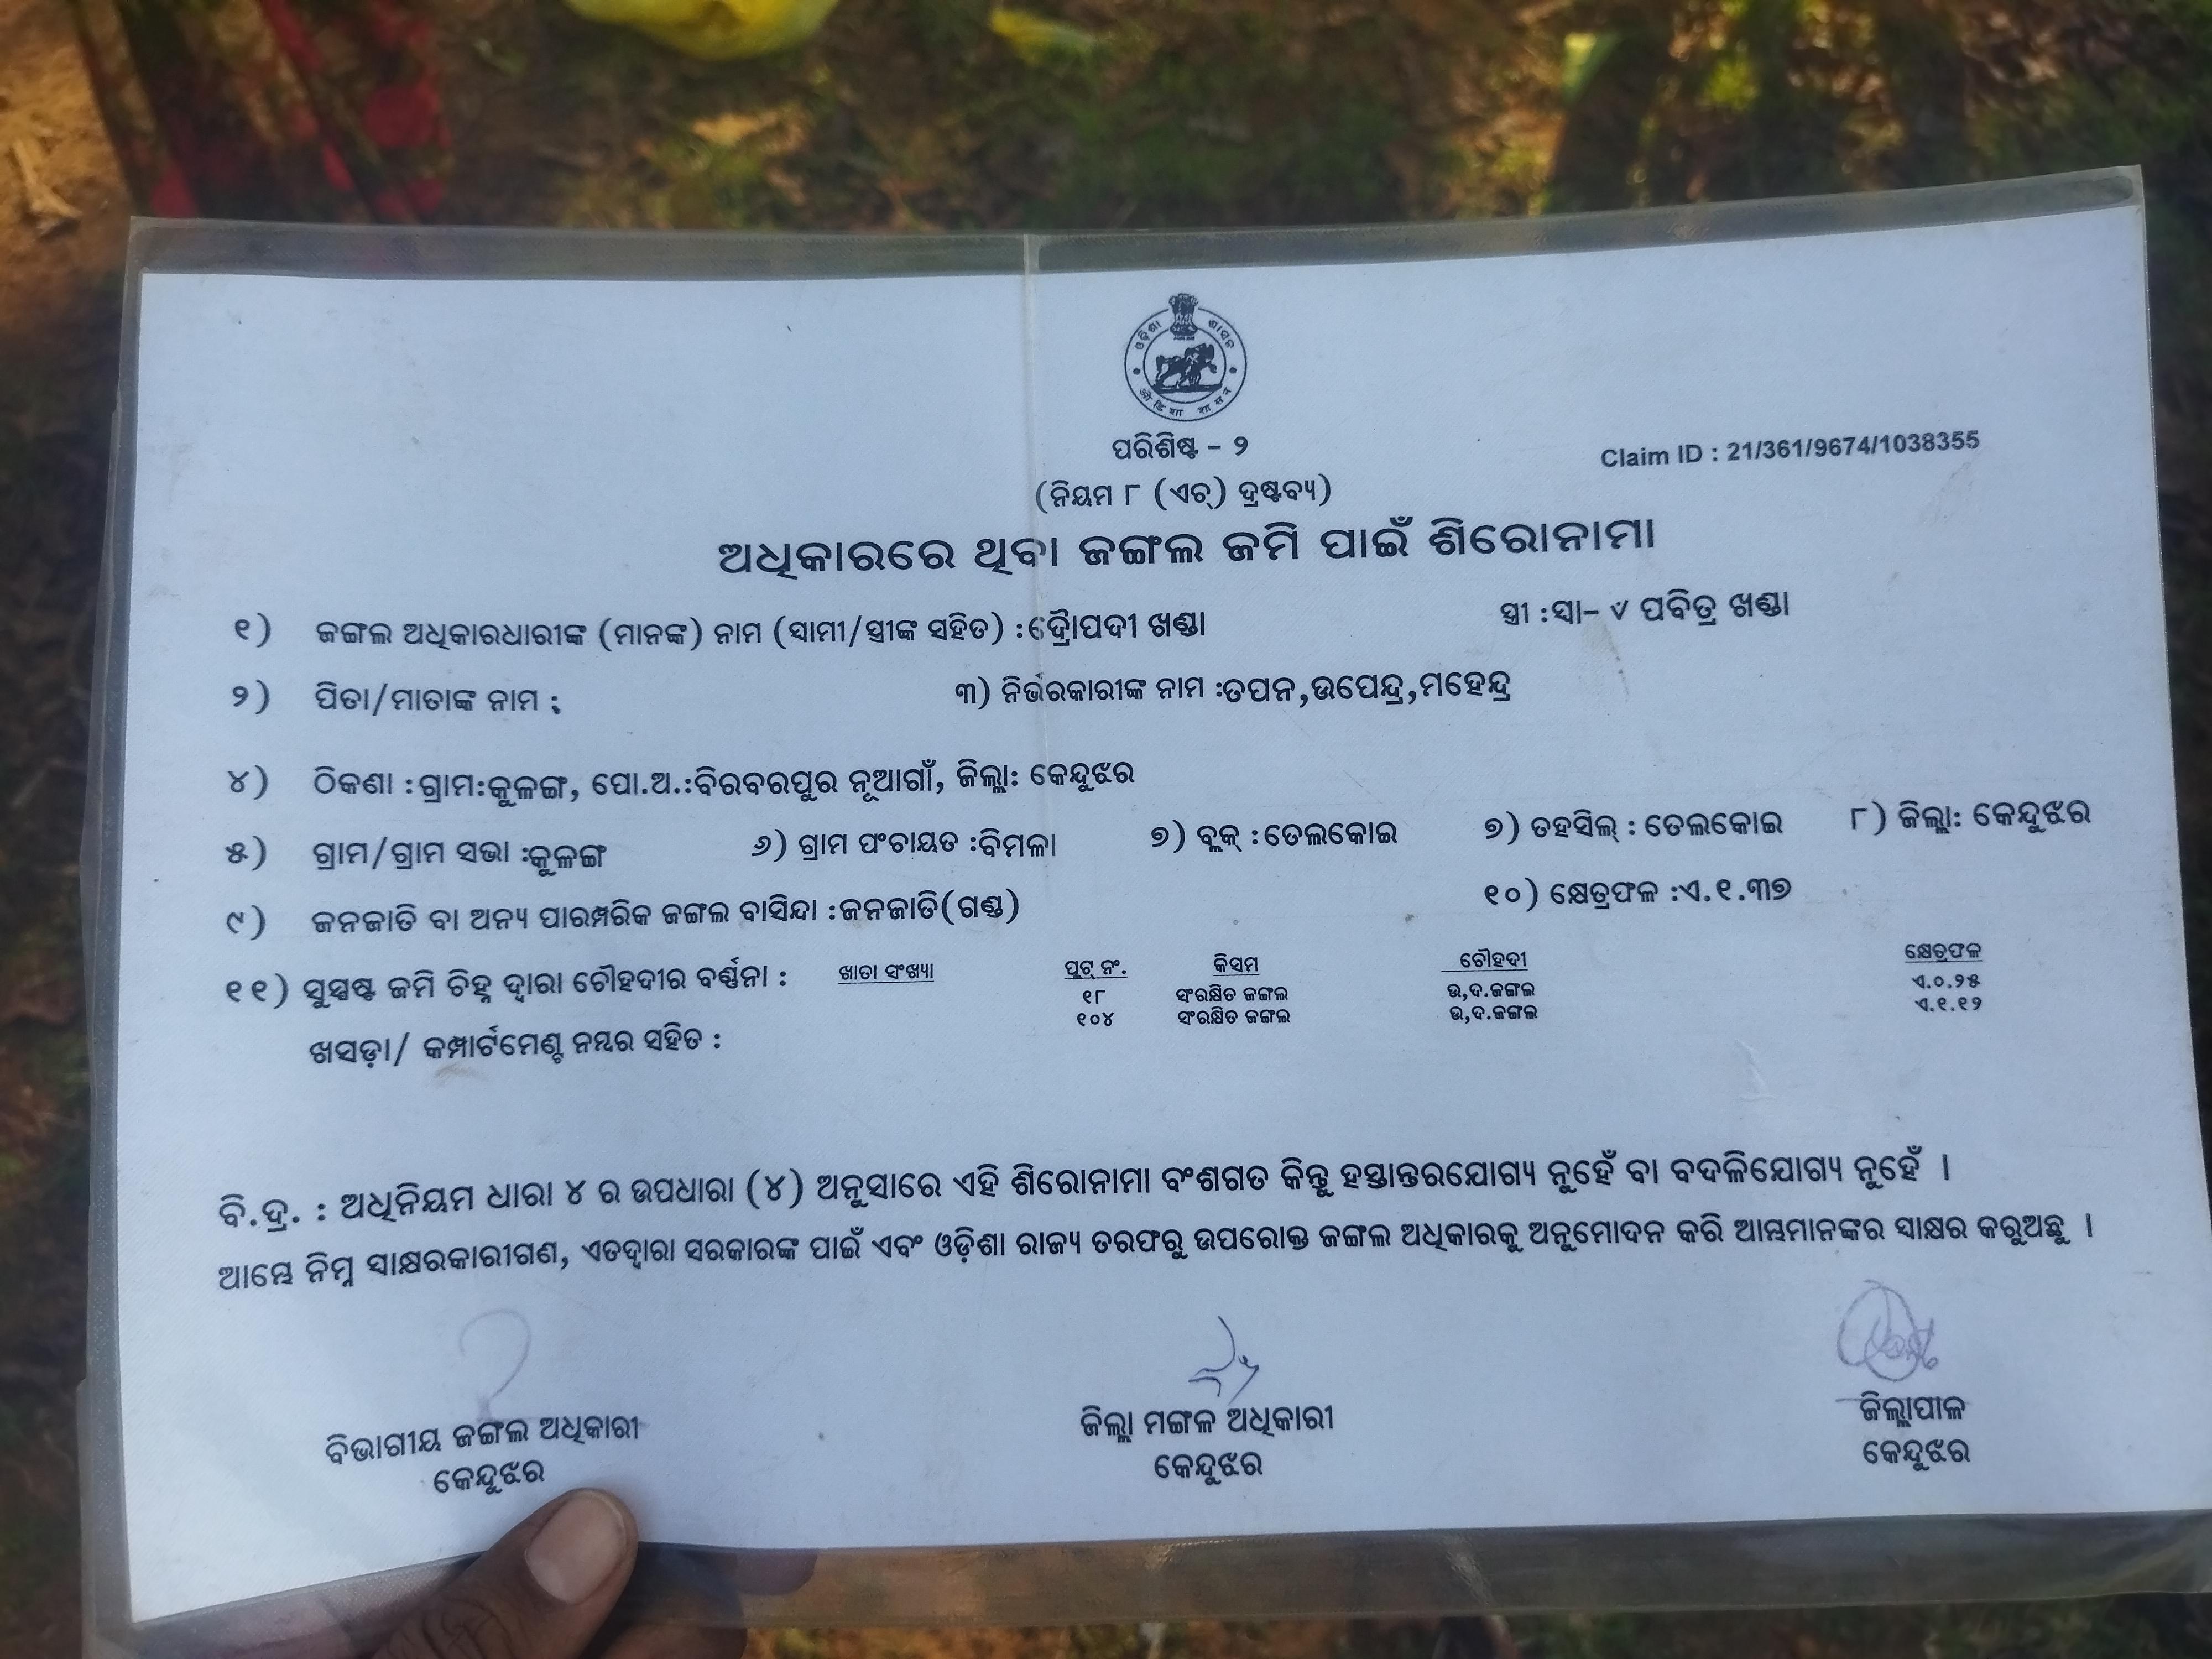 ଓଡ଼ିଶା ଶାସନ
ओडिशा शासन
ପରିଶିଷ୍ଟ - ୨
Claim ID : 21/361/9674/1038355
(ନିୟମ ୮ (ଏଚ୍) ଦ୍ରଷ୍ଟବ୍ୟ)
ଅଧିକାରରେ ଥିବା ଜଙ୍ଗଲ ଜମି ପାଇଁ ଶିରୋନାମା
୧) ଜଙ୍ଗଲ ଅଧିକାରଧାରୀଙ୍କ (ମାନଙ୍କ) ନାମ (ସ୍ୱାମୀ/ସ୍ତ୍ରୀଙ୍କ ସହିତ) : ଦ୍ରୌପଦୀ ଖଣ୍ଡା ସ୍ତ୍ରୀ : ସ୍ୱା- ୰ ପବିତ୍ର ଖଣ୍ଡା
୨) ପିତା/ମାତାଙ୍କ ନାମ : ୩) ନିର୍ଭରକାରୀଙ୍କ ନାମ : ତପନ,ଉପେନ୍ଦ୍ର,ମହେନ୍ଦ୍ର
୪) ଠିକଣା : ଗ୍ରାମ: କୁଳଙ୍ଗ, ପୋ.ଅ.: ବିରବରପୁର ନୂଆଗାଁ, ଜିଲ୍ଲା: କେନ୍ଦୁଝର
୫) ଗ୍ରାମ/ଗ୍ରାମ ସଭା : କୁଳଙ୍ଗ ୬) ଗ୍ରାମ ପଂଚାୟତ : ବିମଳା ୭) ବ୍ଲକ୍ : ତେଲକୋଇ ୭) ତହସିଲ୍ : ତେଲକୋଇ ୮) ଜିଲ୍ଲା: କେନ୍ଦୁଝର
୯) ଜନଜାତି ବା ଅନ୍ୟ ପାରମ୍ପରିକ ଜଙ୍ଗଲ ବାସିନ୍ଦା : ଜନଜାତି(ଗଣ୍ଡ) ୧୦) କ୍ଷେତ୍ରଫଳ : ଏ.୧.୩୭
୧୧) ସୁସ୍ପଷ୍ଟ ଜମି ଚିହ୍ନ ଦ୍ୱାରା ଚୌହଦୀର ବର୍ଣ୍ଣନା : ଖାତା ସଂଖ୍ୟା ପ୍ଲଟ୍ ନଂ. କିସମ ଚୌହଦୀ କ୍ଷେତ୍ରଫଳ
୧୮ ସଂରକ୍ଷିତ ଜଙ୍ଗଲ ଉ,ଦ.ଜଙ୍ଗଲ ଏ.୦.୨୫
୧୦୪ ସଂରକ୍ଷିତ ଜଙ୍ଗଲ ଉ,ଦ.ଜଙ୍ଗଲ ଏ.୧.୧୨
ଖସଡ଼ା/ କମ୍ପାର୍ଟମେଣ୍ଟ ନମ୍ବର ସହିତ :
ବି.ଦ୍ର. : ଅଧିନିୟମ ଧାରା ୪ ର ଉପଧାରା (୪) ଅନୁସାରେ ଏହି ଶିରୋନାମା ବଂଶଗତ କିନ୍ତୁ ହସ୍ତାନ୍ତରଯୋଗ୍ୟ ନୁହେଁ ବା ବଦଳିଯୋଗ୍ୟ ନୁହେଁ ।
ଆମ୍ଭେ ନିମ୍ନ ସାକ୍ଷରକାରୀଗଣ, ଏତଦ୍ୱାରା ସରକାରଙ୍କ ପାଇଁ ଏବଂ ଓଡ଼ିଶା ରାଜ୍ୟ ତରଫରୁ ଉପରୋକ୍ତ ଜଙ୍ଗଲ ଅଧିକାରକୁ ଅନୁମୋଦନ କରି ଆମ୍ଭମାନଙ୍କର ସାକ୍ଷର କରୁଅଛୁ ।
ବିଭାଗୀୟ ଜଙ୍ଗଲ ଅଧିକାରୀ ଜିଲ୍ଲା ମଙ୍ଗଳ ଅଧିକାରୀ ଜିଲ୍ଲାପାଳ
କେନ୍ଦୁଝର କେନ୍ଦୁଝର କେନ୍ଦୁଝର